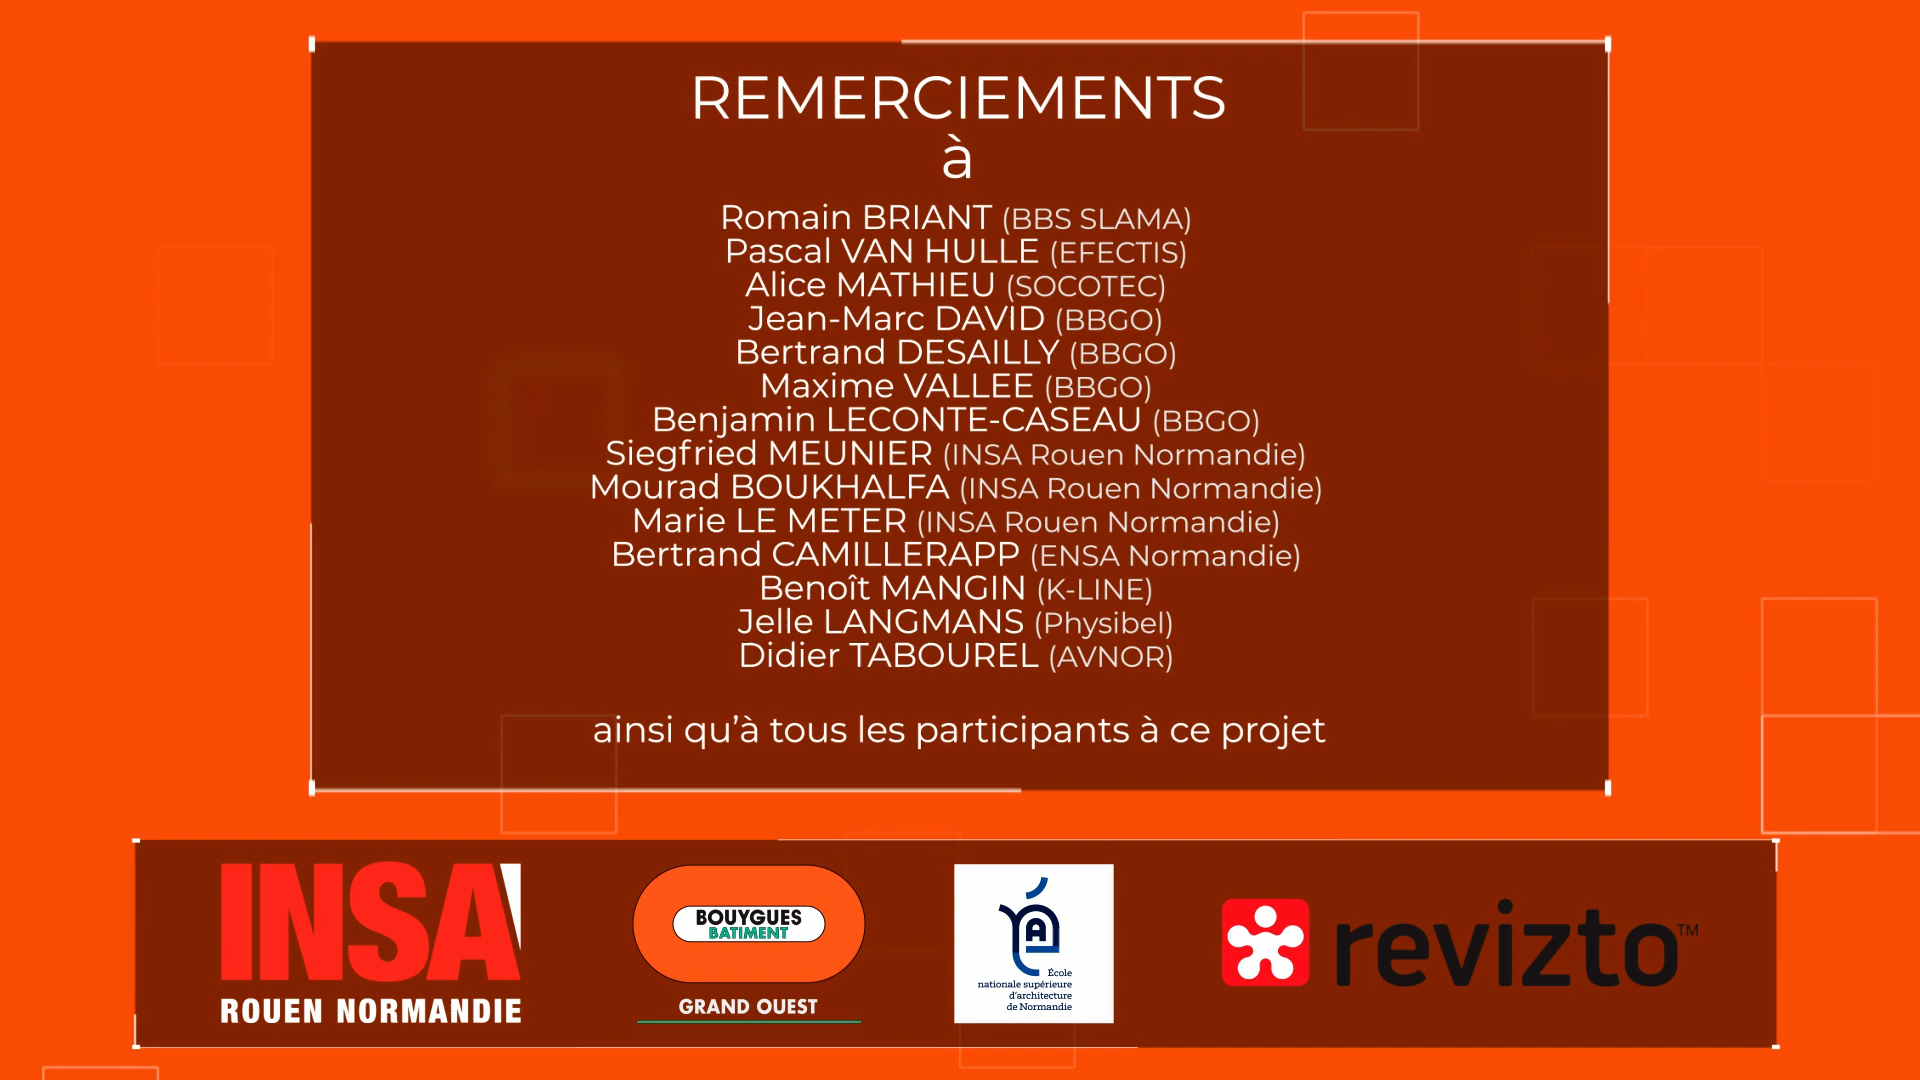 REMERCIEMENTS
à
Romain BRIANT (BBS SLAMA)
Pascal VAN HULLE (EFECTIS)
Alice MATHIEU (SOCOTEC)
Jean-Marc DAVID (BBGO)
Bertrand DESAILLY (BBGO)
Maxime VALLEE (BBGO)
Benjamin LECONTE-CASEAU (BBGO)
Siegfried MEUNIER (INSA Rouen Normandie)
Mourad BOUKHALFA (INSA Rouen Normandie)
Marie LE METER (INSA Rouen Normandie)
Bertrand CAMILLERAPP (ENSA Normandie)
Benoît MANGIN (K-LINE)
Jelle LANGMANS (Physibel)
Didier TABOUREL (AVNOR)
ainsi qu’à tous les participants à ce projet
INSA
ROUEN NORMANDIE
BOUYGUES
BATIMENT
GRAND OUEST
École
nationale supérieure
d’architecture
de Normandie
revizto™